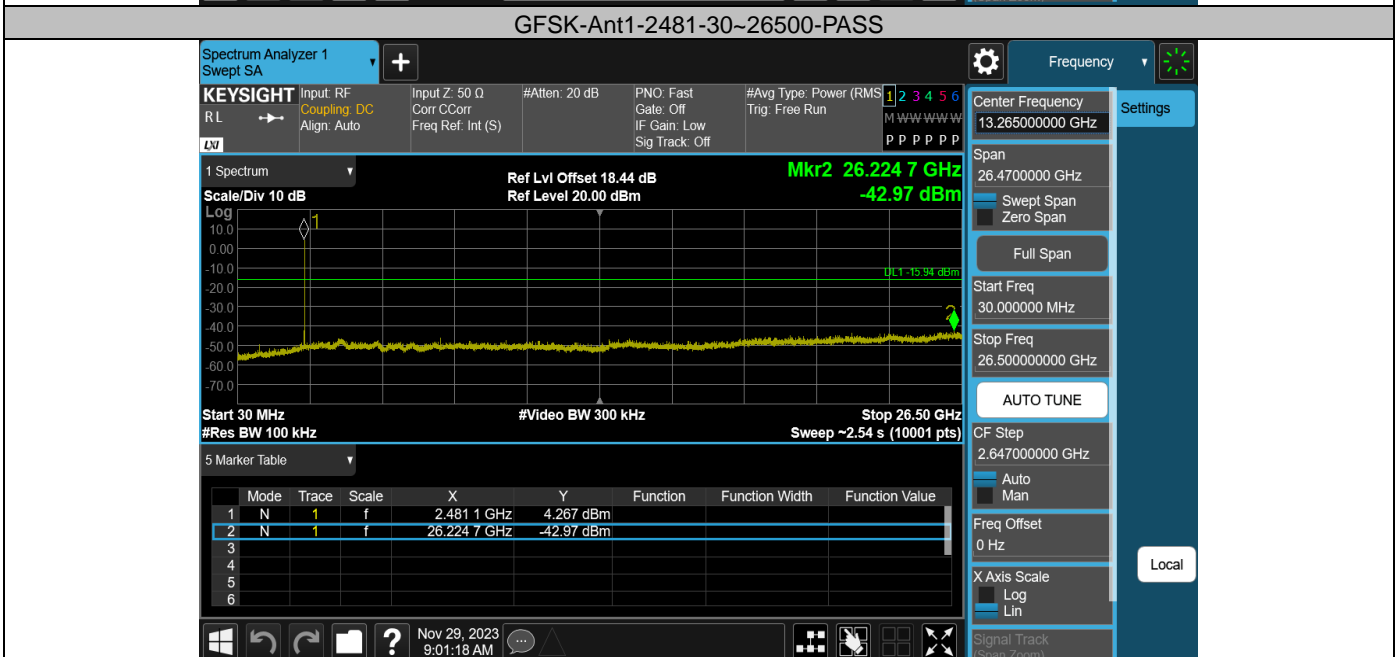 GFSK-Ant1-2481-30~26500-PASS
Spectrum Analyzer 1
Swept SA
Frequency
KEYSIGHT
RL
LXI
Input: RF
Coupling: DC
Align: Auto
Input Z: 50 Ω
Corr CCorr
Freq Ref: Int (S)
#Atten: 20 dB
PNO: Fast
Gate: Off
IF Gain: Low
Sig Track: Off
#Avg Type: Power (RMS
Trig: Free Run
1 2 3 4 5 6
M W W W W W
P P P P P P
Center Frequency
13.265000000 GHz
Settings
Span
26.4700000 GHz
Swept Span
Zero Span
Full Span
Start Freq
30.000000 MHz
Stop Freq
26.500000000 GHz
AUTO TUNE
CF Step
2.647000000 GHz
Auto
Man
Freq Offset
0 Hz
X Axis Scale
Log
Lin
Signal Track
(Span Zoom)
Local
1 Spectrum
Scale/Div 10 dB
Ref Lvl Offset 18.44 dB
Ref Level 20.00 dBm
Mkr2 26.224 7 GHz
-42.97 dBm
Log
10.0
0.00
-10.0
-20.0
-30.0
-40.0
-50.0
-60.0
-70.0
1
DL1 -15.94 dBm
2
Start 30 MHz
#Video BW 300 kHz
Stop 26.50 GHz
#Res BW 100 kHz
Sweep ~2.54 s (10001 pts)
5 Marker Table
Mode Trace Scale X Y Function Function Width Function Value
1 N 1 f 2.481 1 GHz 4.267 dBm
2 N 1 f 26.224 7 GHz -42.97 dBm
3
4
5
6
Nov 29, 2023
9:01:18 AM